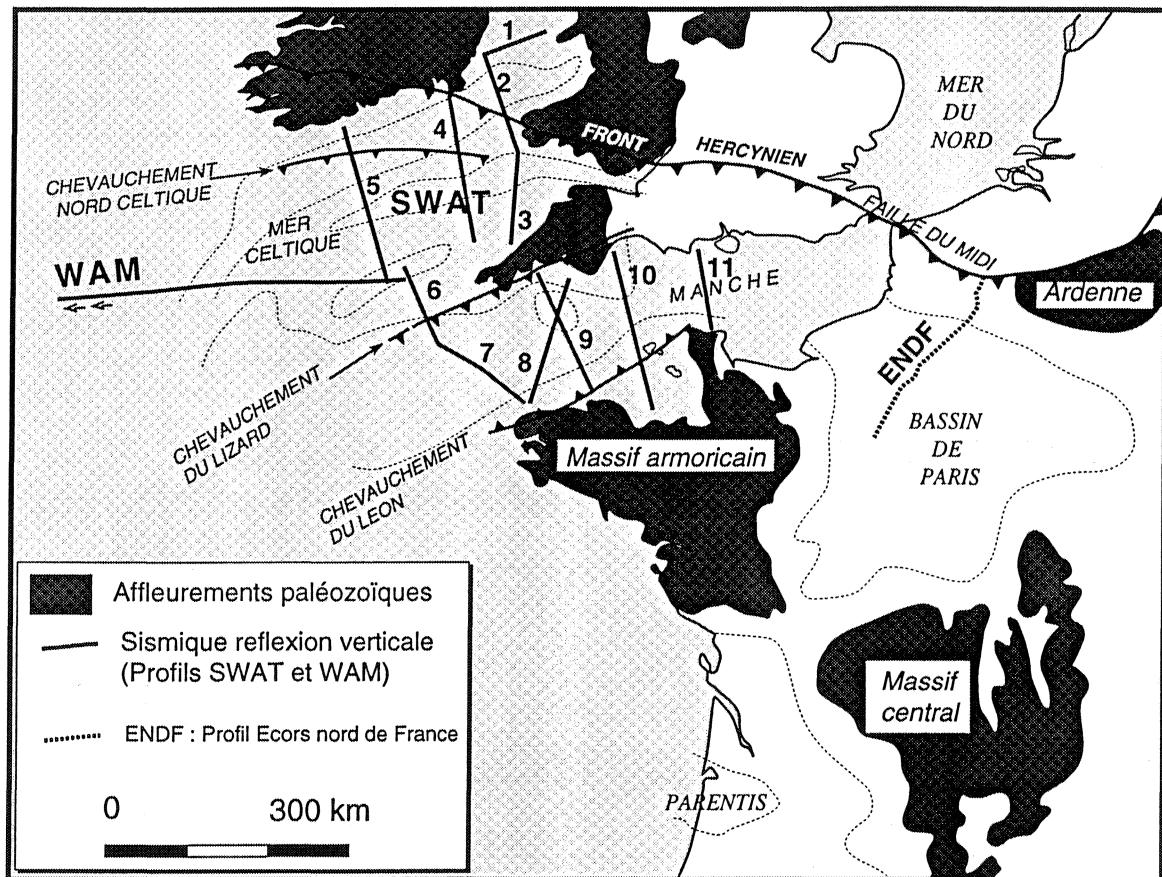 1
2
MER
DU
NORD
4
FRONT
HERCYNIEN
CHEVAUCHEMENT
NORD CELTIQUE
5
SWAT
FAILLE DU MIDI
MER
CELTIQUE
3
WAM
10
11
MANCHE
Ardenne
6
9
7
8
ENDF
CHEVAUCHEMENT
DU LIZARD
BASSIN
DE
PARIS
Massif armoricain
CHEVAUCHEMENT
DU LEON
Affleurements paléozoïques
Sismique reflexion verticale
(Profils SWAT et WAM)
ENDF : Profil Ecors nord de France
0 300 km
Massif
central
PARENTIS